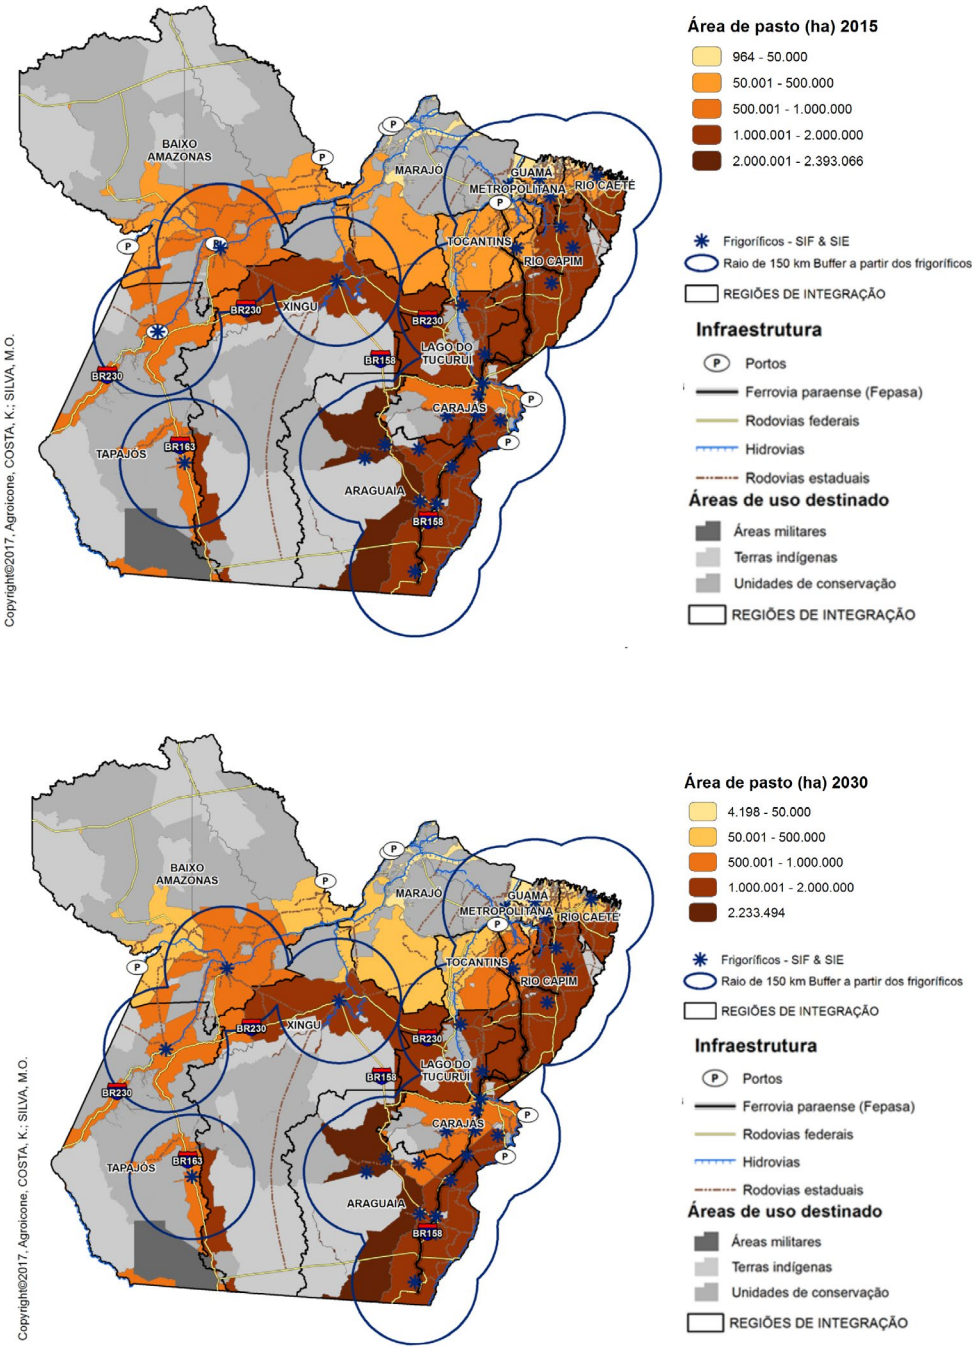 Área de pasto (ha) 2015
964 - 50.000
50.001 - 500.000
500.001 - 1.000.000
1.000.001 - 2.000.000
2.000.001 - 2.393.066
Frigoríficos - SIF & SIE
Raio de 150 km Buffer a partir dos frigoríficos
REGIÕES DE INTEGRAÇÃO
Infraestrutura
P Portos
Ferrovia paraense (Fepasa)
Rodovias federais
Hidrovias
Rodovias estaduais
Áreas de uso destinado
Áreas militares
Terras indígenas
Unidades de conservação
REGIÕES DE INTEGRAÇÃO
BAIXO
AMAZONAS
P
P
P
MARAJÓ
GUAMÁ
METROPOLITANA
RIO CAETÉ
P
TOCANTINS
RIO CAPIM
XINGU
BR230
BR230
LAGO DO
TUCURUÍ
BR158
BR230
CARAJÁS
P
P
TAPAJÓS
BR163
ARAGUAIA
BR158
Copyright©2017, Agroicone, COSTA, K.; SILVA, M.O.
Área de pasto (ha) 2030
4.198 - 50.000
50.001 - 500.000
500.001 - 1.000.000
1.000.001 - 2.000.000
2.233.494
Frigoríficos - SIF & SIE
Raio de 150 km Buffer a partir dos frigoríficos
REGIÕES DE INTEGRAÇÃO
Infraestrutura
P Portos
Ferrovia paraense (Fepasa)
Rodovias federais
Hidrovias
Rodovias estaduais
Áreas de uso destinado
Áreas militares
Terras indígenas
Unidades de conservação
REGIÕES DE INTEGRAÇÃO
BAIXO
AMAZONAS
P
P
P
MARAJÓ
GUAMÁ
METROPOLITANA
RIO CAETÉ
P
TOCANTINS
RIO CAPIM
XINGU
BR230
BR230
LAGO DO
TUCURUÍ
BR158
BR230
CARAJÁS
P
P
TAPAJÓS
BR163
ARAGUAIA
BR158
Copyright©2017, Agroicone, COSTA, K.; SILVA, M.O.